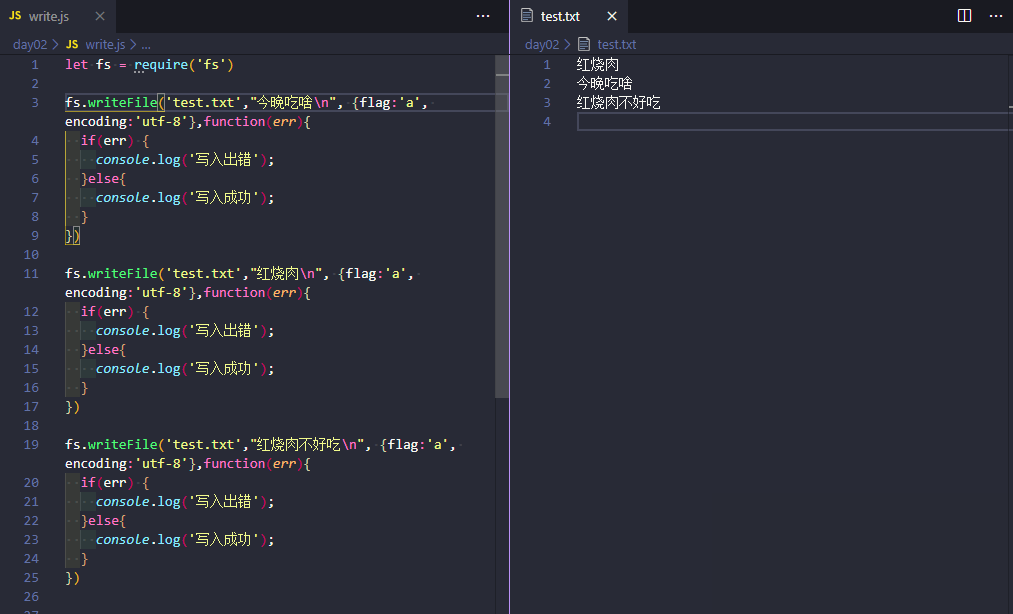 JS write.js × ···
day02 > JS write.js > ...
1 let fs = require('fs')
2
3 fs.writeFile('test.txt',"今晚吃啥\n", {flag:'a',
encoding:'utf-8'},function(err){
4 if(err) {
5 console.log('写入出错');
6 }else{
7 console.log('写入成功');
8 }
9 })
10
11 fs.writeFile('test.txt',"红烧肉\n", {flag:'a',
encoding:'utf-8'},function(err){
12 if(err) {
13 console.log('写入出错');
14 }else{
15 console.log('写入成功');
16 }
17 })
18
19 fs.writeFile('test.txt',"红烧肉不好吃\n", {flag:'a',
encoding:'utf-8'},function(err){
20 if(err) {
21 console.log('写入出错');
22 }else{
23 console.log('写入成功');
24 }
25 })
26
27
test.txt × ···
day02 > test.txt
1 红烧肉
2 今晚吃啥
3 红烧肉不好吃
4